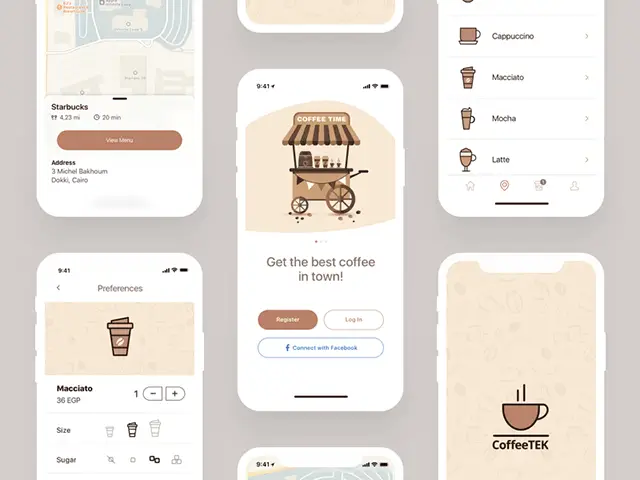 Starbucks
4,23 mi
20 min
View Menu
Address
3 Michel Bakhoum
Dokki, Cairo
9:41
Preferences
Macciato
36 EGP
1
Size
Sugar
9:41
COFFEE TIME
Get the best coffee
in town!
Register
Log In
Connect with Facebook
9:41
Cappuccino
Macciato
Mocha
Latte
CoffeeTEK